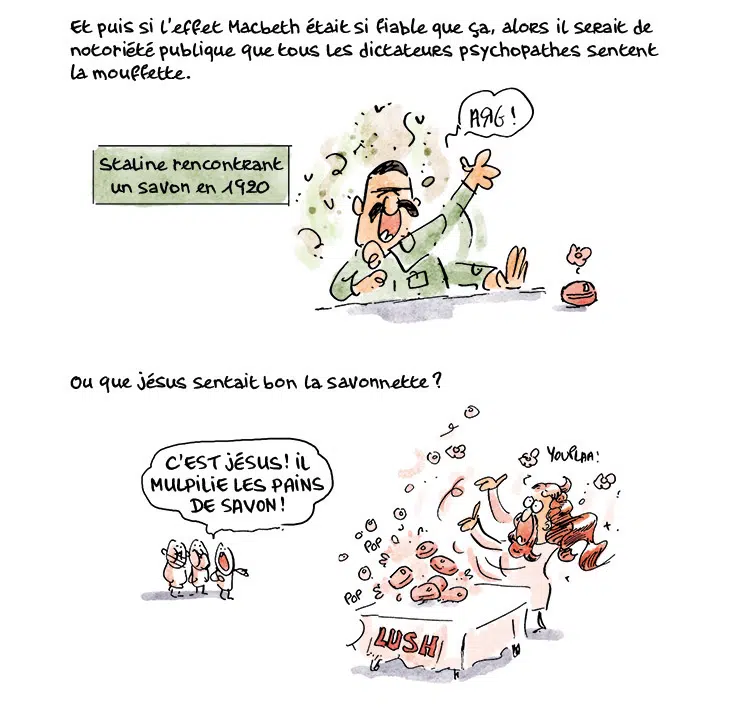 Et puis si l'effet Macbeth était si fiable que ça, alors il serait de
notoriété publique que tous les dictateurs psychopathes sentent
la mouffette.
ARG !
Staline rencontrant
un savon en 1920
Ou que jésus sentait bon la savonnette ?
YOUPLAA !
C'EST JÉSUS ! IL
MULPILIE LES PAINS
DE SAVON !
POP
POP
LUSH